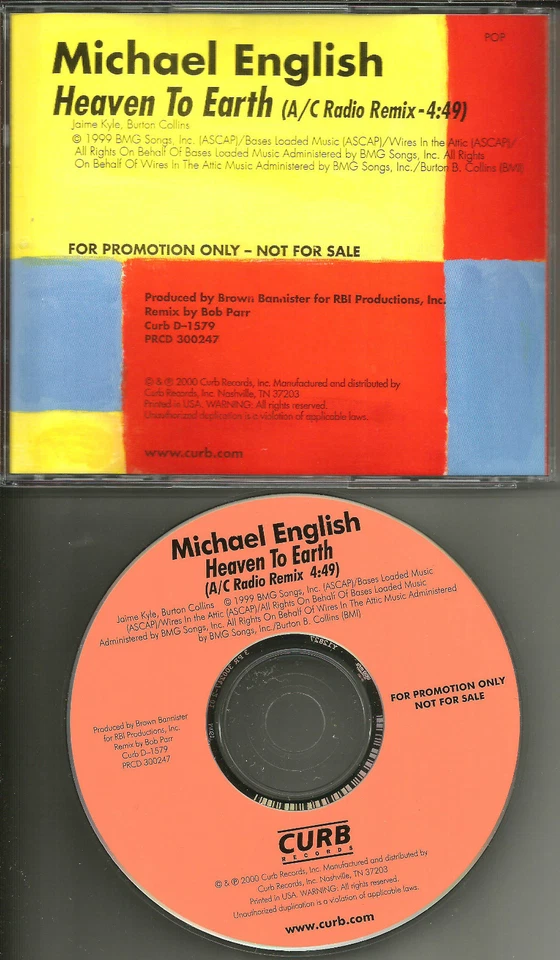 POP
Michael English
Heaven To Earth (A/C Radio Remix-4:49)
Jaime Kyle, Burton Collins
© 1999 BMG Songs, Inc. (ASCAP)/Bases Loaded Music (ASCAP)/Wires In the Attic (ASCAP)/
All Rights On Behalf Of Bases Loaded Music Administered by BMG Songs, Inc. All Rights
On Behalf Of Wires In The Attic Music Administered by BMG Songs, Inc./Burton B. Collins (BMI)
FOR PROMOTION ONLY – NOT FOR SALE
Produced by Brown Bannister for RBI Productions, Inc.
Remix by Bob Parr
Curb D–1579
PRCD 300247
© & ℗ 2000 Curb Records, Inc. Manufactured and distributed by
Curb Records, Inc. Nashville, TN 37203
Printed in USA. WARNING: All rights reserved.
Unauthorized duplication is a violation of applicable laws.
www.curb.com
Michael English
Heaven To Earth
(A/C Radio Remix 4:49)
Jaime Kyle, Burton Collins © 1999 BMG Songs, Inc. (ASCAP)/Bases Loaded Music
(ASCAP)/Wires In the Attic (ASCAP)/All Rights On Behalf Of Bases Loaded Music
Administered by BMG Songs, Inc. All Rights On Behalf Of Wires In The Attic Music Administered
by BMG Songs, Inc./Burton B. Collins (BMI)
FOR PROMOTION ONLY
NOT FOR SALE
Produced by Brown Bannister
for RBI Productions, Inc.
Remix by Bob Parr
Curb D–1579
PRCD 300247
CURB
RECORDS
© & ℗ 2000 Curb Records, Inc. Manufactured and distributed by
Curb Records, Inc. Nashville, TN 37203
Printed in USA. WARNING: All rights reserved.
Unauthorized duplication is a violation of applicable laws.
www.curb.com